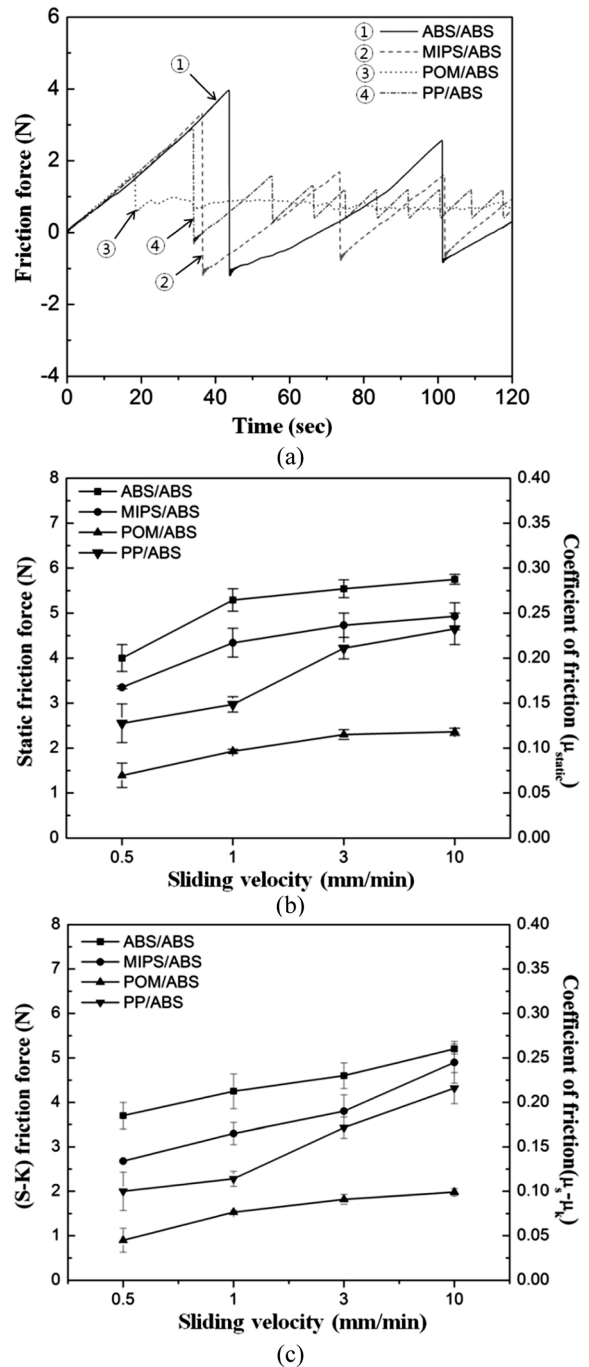 6
4
2
0
-2
-4
Friction force (N)
① ABS/ABS
② MIPS/ABS
③ POM/ABS
④ PP/ABS
①
③
④
②
0 20 40 60 80 100 120
Time (sec)
(a)
8
7
6
5
4
3
2
1
0
Static friction force (N)
ABS/ABS
MIPS/ABS
POM/ABS
PP/ABS
0.40
0.35
0.30
0.25
0.20
0.15
0.10
0.05
0.00
Coefficient of friction (μstatic)
0.5 1 3 10
Sliding velocity (mm/min)
(b)
8
7
6
5
4
3
2
1
0
(S-K) friction force (N)
ABS/ABS
MIPS/ABS
POM/ABS
PP/ABS
0.40
0.35
0.30
0.25
0.20
0.15
0.10
0.05
0.00
Coefficient of friction(μs-μk)
0.5 1 3 10
Sliding velocity (mm/min)
(c)